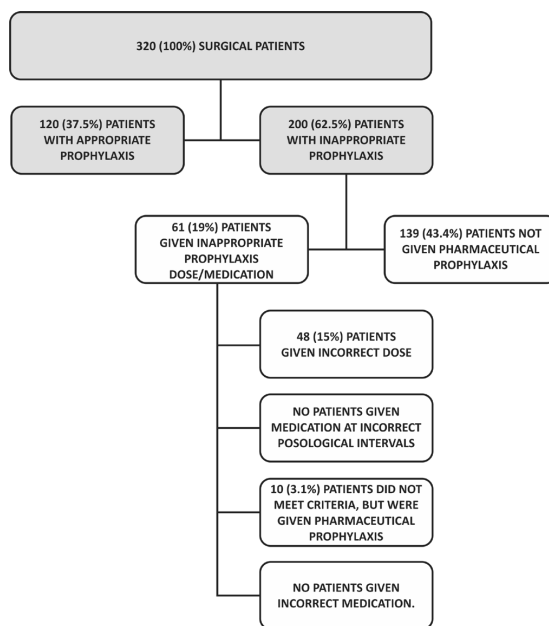 320 (100%) SURGICAL PATIENTS
120 (37.5%) PATIENTS
WITH APPROPRIATE
PROPHYLAXIS
200 (62.5%) PATIENTS
WITH INAPPROPRIATE
PROPHYLAXIS
61 (19%) PATIENTS
GIVEN INAPPROPRIATE
PROPHYLAXIS
DOSE/MEDICATION
139 (43.4%) PATIENTS NOT
GIVEN PHARMACEUTICAL
PROPHYLAXIS
48 (15%) PATIENTS
GIVEN INCORRECT DOSE
NO PATIENTS GIVEN
MEDICATION AT INCORRECT
POSOLOGICAL INTERVALS
10 (3.1%) PATIENTS DID NOT
MEET CRITERIA, BUT WERE
GIVEN PHARMACEUTICAL
PROPHYLAXIS
NO PATIENTS GIVEN
INCORRECT MEDICATION.